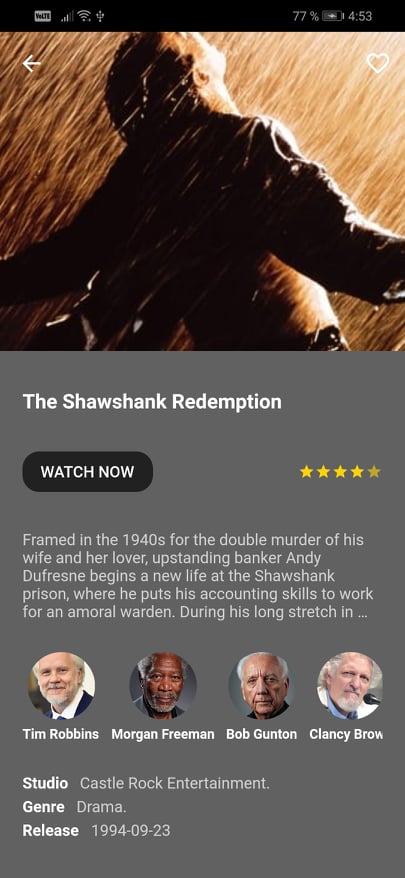 VoLTE 77 % 4:53
The Shawshank Redemption
WATCH NOW
Framed in the 1940s for the double murder of his
wife and her lover, upstanding banker Andy
Dufresne begins a new life at the Shawshank
prison, where he puts his accounting skills to work
for an amoral warden. During his long stretch in ...
Tim Robbins Morgan Freeman Bob Gunton Clancy Brow
Studio Castle Rock Entertainment.
Genre Drama.
Release 1994-09-23